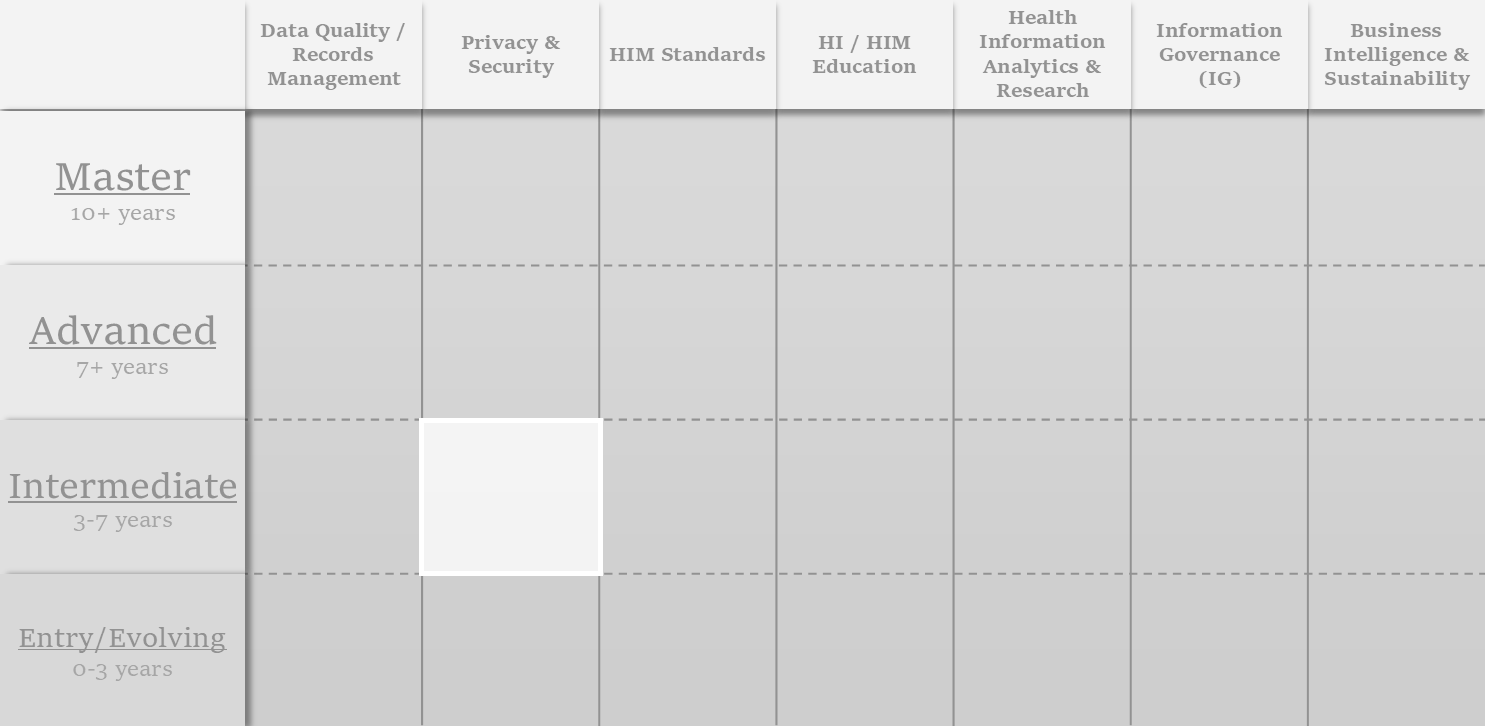 Data Quality /
Records
Management
Privacy &
Security
HIM Standards
HI / HIM
Education
Health
Information
Analytics &
Research
Information
Governance
(IG)
Business
Intelligence &
Sustainability
Master
10+ years
Advanced
7+ years
Intermediate
3-7 years
Entry/Evolving
0-3 years